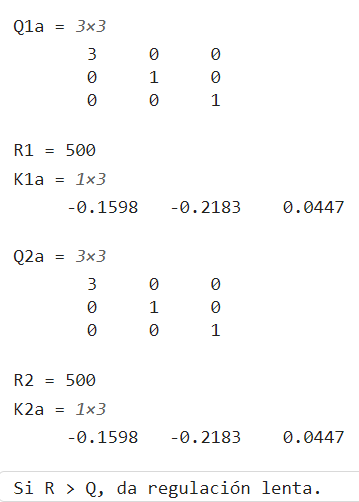 Q1a = 3×3
3 0 0
0 1 0
0 0 1
R1 = 500
K1a = 1×3
-0.1598 -0.2183 0.0447
Q2a = 3×3
3 0 0
0 1 0
0 0 1
R2 = 500
K2a = 1×3
-0.1598 -0.2183 0.0447
Si R > Q, da regulación lenta.